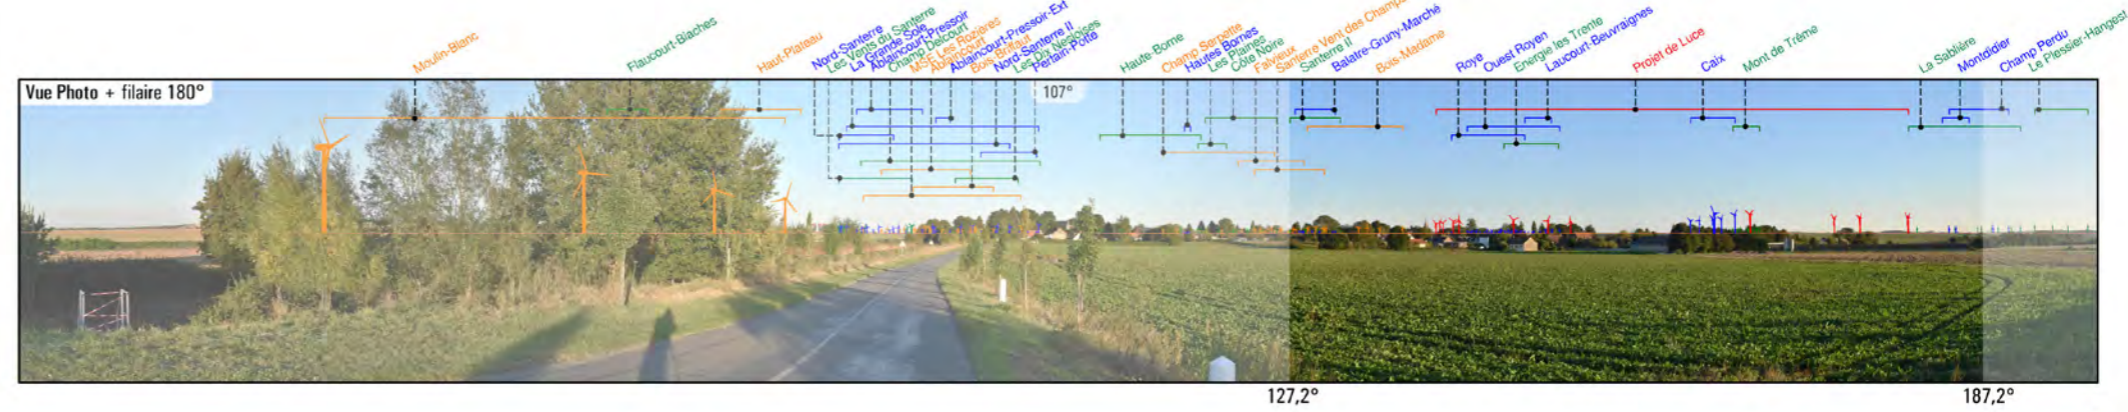 Moulin-Blanc
Flaucourt-Biaches
Haut-Plateau
Nord-Santerre
Les Vents du Santerre
La Grande Sole
Ablaincourt-Pressoir
Champ Delcourt
MSE Les Rozières
Ablaincourt
Ablaincourt-Pressoir-Ext
Bois-Briffaut
Nord-Santerre II
Les Dix Nesloises
Pertain-Potte
Haute-Borne
Champ Serpette
Hautes Bornes
Les Plaines
Côte Noire
Falvieux
Santerre Vent des Champs
Santerre II
Balatre-Gruny-Marché
Bois-Madame
Roye
Ouest Royen
Energie les Trente
Laucourt-Beuvraignes
Projet de Luce
Caix
Mont de Trême
La Sablière
Montdidier
Champ Perdu
Le Plessier-Hangest
Vue Photo + filaire 180°
107°
127,2°
187,2°